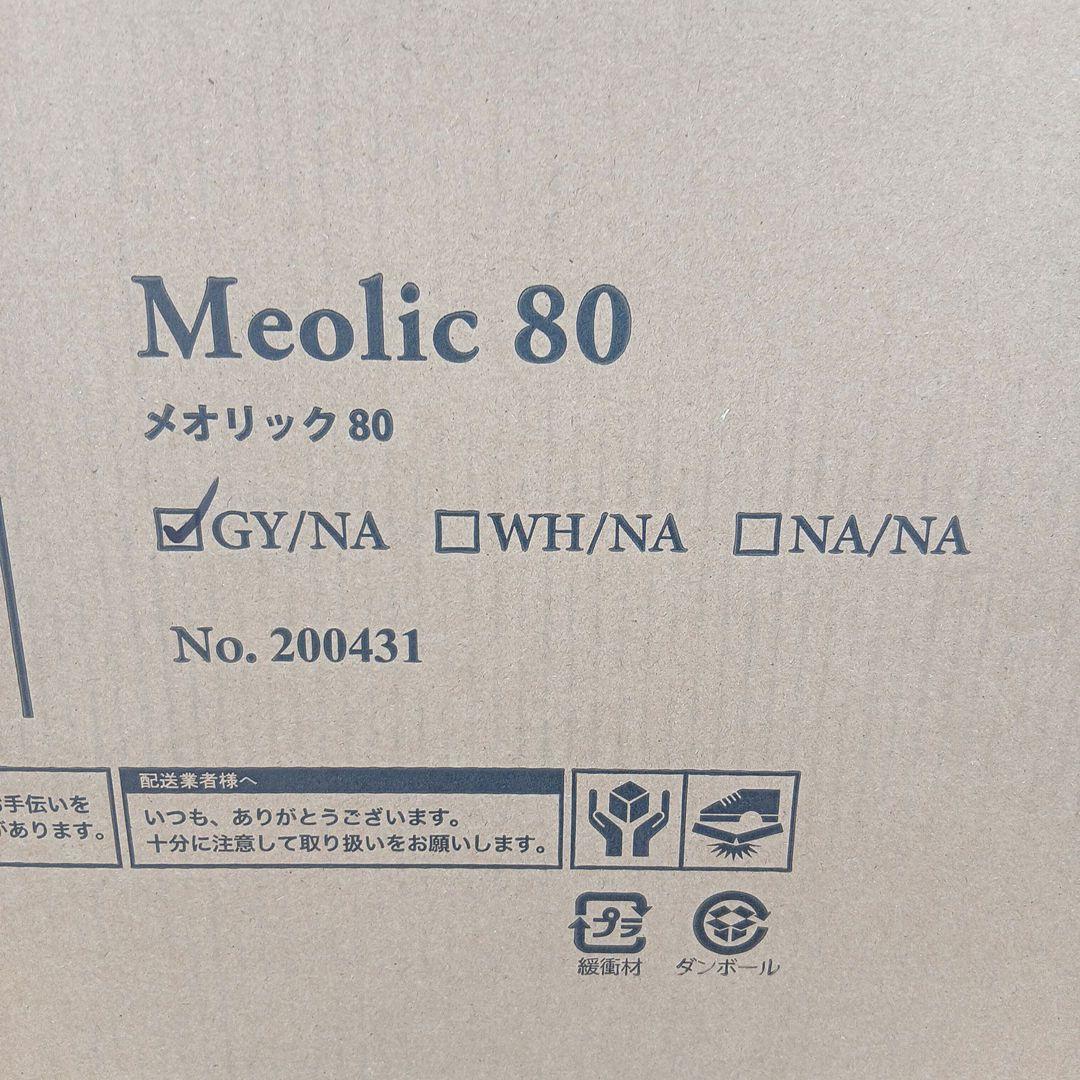 Meolic 80
メオリック 80
GY/NA WH/NA NA/NA
No. 200431
手伝いを
があります。
配送業者様へ
いつも、ありがとうございます。
十分に注意して取り扱いをお願いします。
プラ
緩衝材
ダンボール